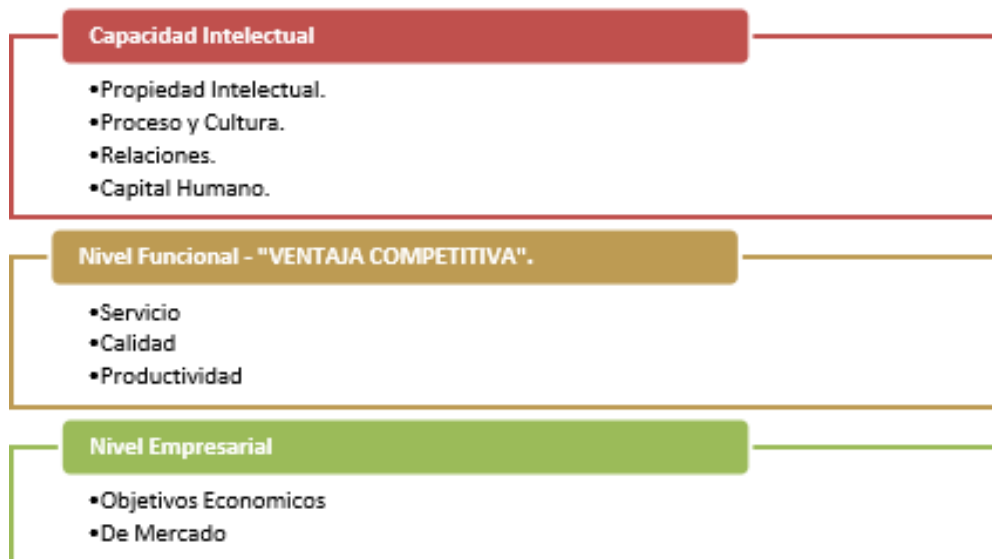 Capacidad Intelectual
•Propiedad Intelectual.
•Proceso y Cultura.
•Relaciones.
•Capital Humano.
Nivel Funcional - "VENTAJA COMPETITIVA".
•Servicio
•Calidad
•Productividad
Nivel Empresarial
•Objetivos Economicos
•De Mercado